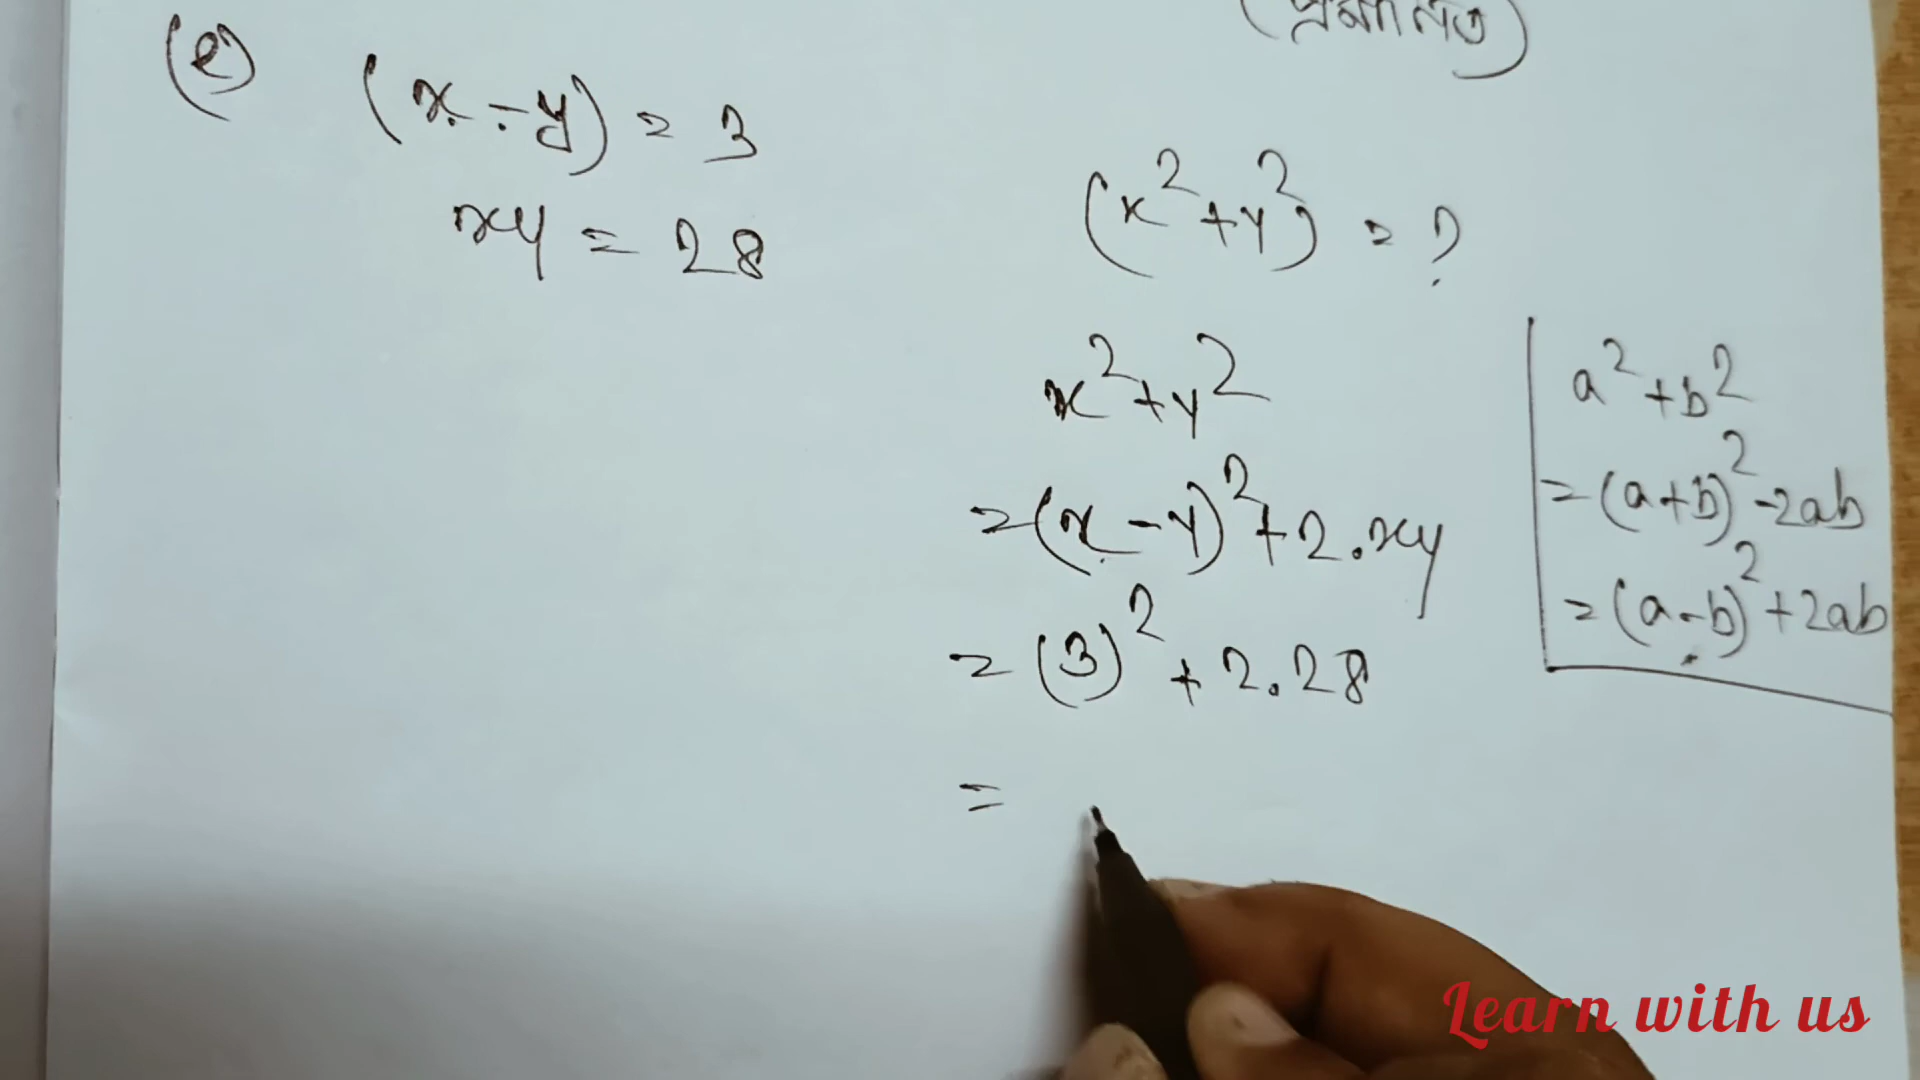 (প্রমাণিত)
(e) (x - y) = 3
xy = 28
(x² + y²) = ?
x² + y²
= (x - y)² + 2.xy
= (3)² + 2.28
=
a² + b²
= (a+b)² - 2ab
= (a-b)² + 2ab
Learn with us